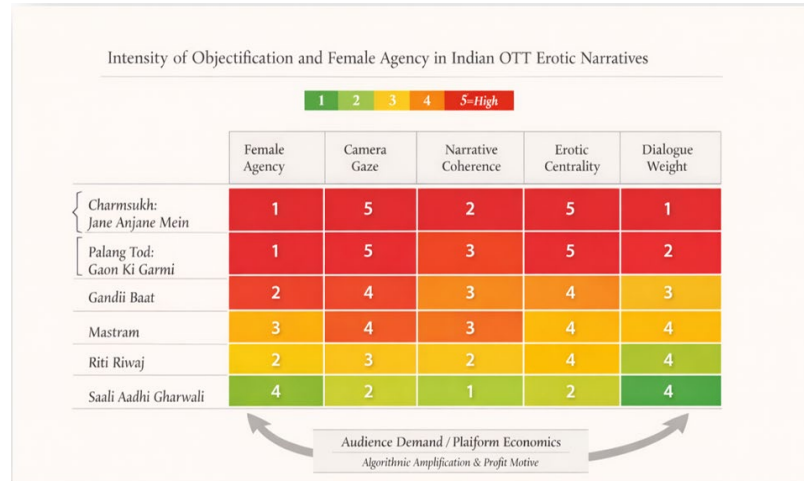 Intensity of Objectification and Female Agency in Indian OTT Erotic Narratives
1 2 3 4 5=High
Female Agency Camera Gaze Narrative Coherence Erotic Centrality Dialogue Weight
Charmsukh: Jane Anjane Mein 1 5 2 5 1
Palang Tod: Gaon Ki Garmi 1 5 3 5 2
Gandii Baat 2 4 3 4 3
Mastram 3 4 3 4 4
Riti Riwaj 2 3 2 4 4
Saali Aadhi Gharwali 4 2 1 2 4
Audience Demand / Plaiform Economics
Algorithnic Amplification & Profit Motive